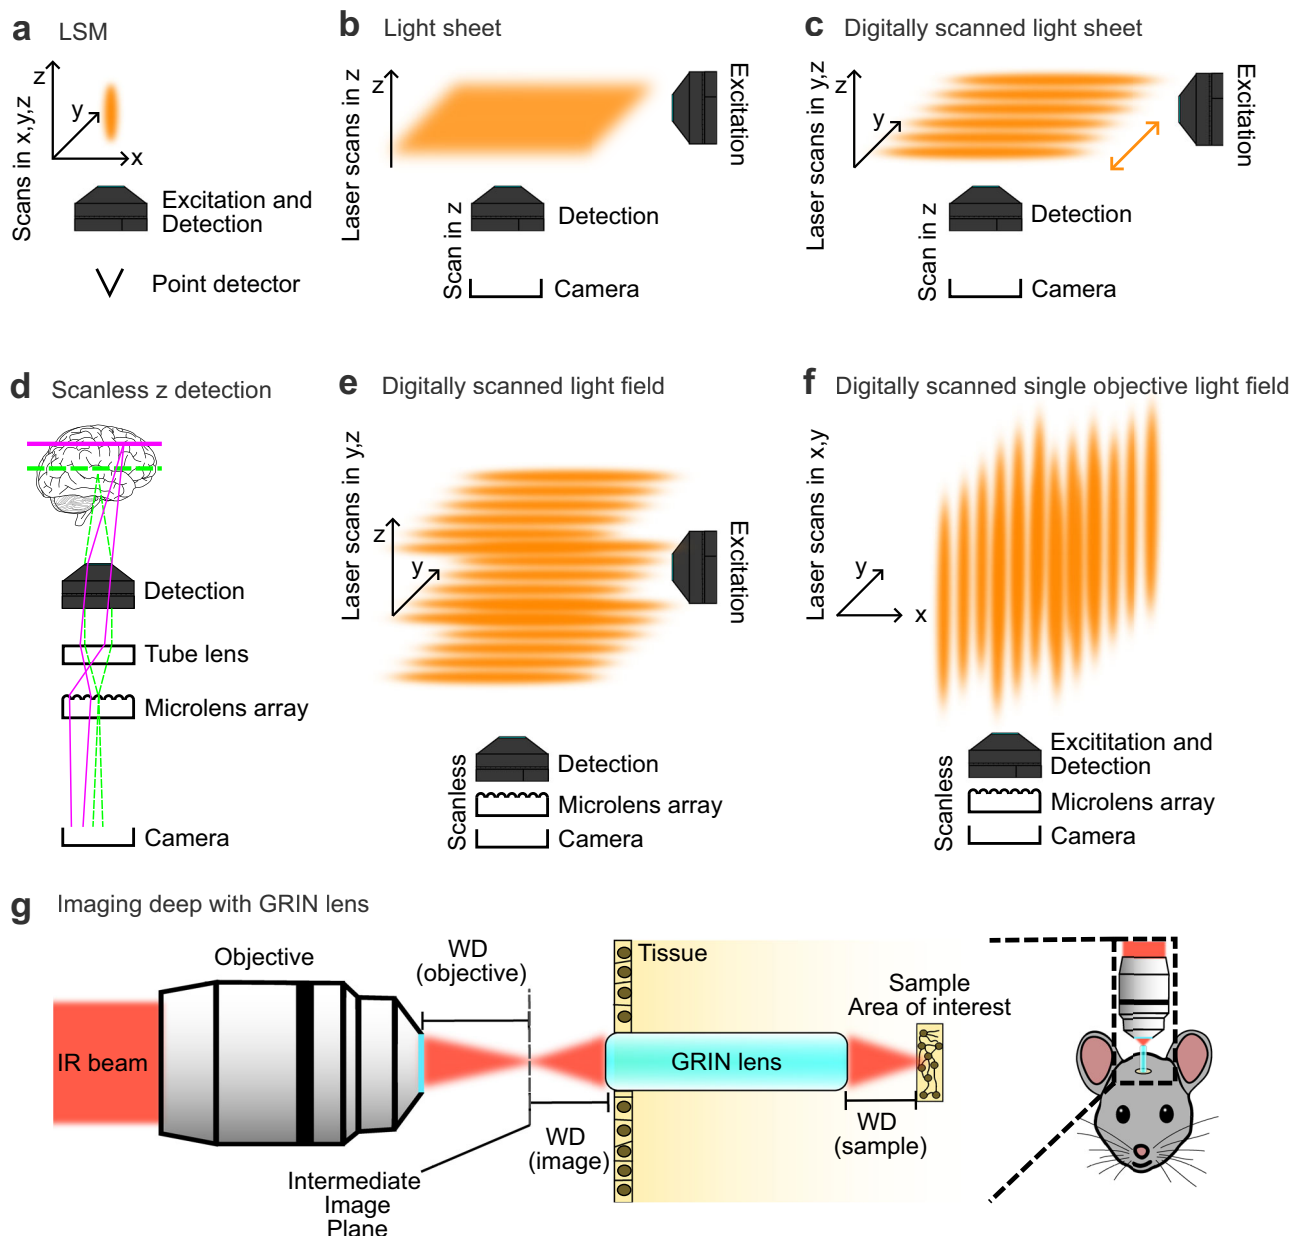 a LSM
z
y
x
Scans in x,y,z
Excitation and
Detection
Point detector
b Light sheet
Laser scans in z
z
Excitation
Scan in z
Detection
Camera
c Digitally scanned light sheet
Laser scans in y,z
z
y
Excitation
Scan in z
Detection
Camera
d Scanless z detection
Detection
Tube lens
Microlens array
Camera
e Digitally scanned light field
Laser scans in y,z
z
y
Excitation
Scanless
Detection
Microlens array
Camera
f Digitally scanned single objective light field
Laser scans in x,y
y
x
Scanless
Excititation and
Detection
Microlens array
Camera
g Imaging deep with GRIN lens
Objective
WD
(objective)
Tissue
Sample
Area of interest
IR beam
GRIN lens
WD
(image)
WD
(sample)
Intermediate
Image
Plane